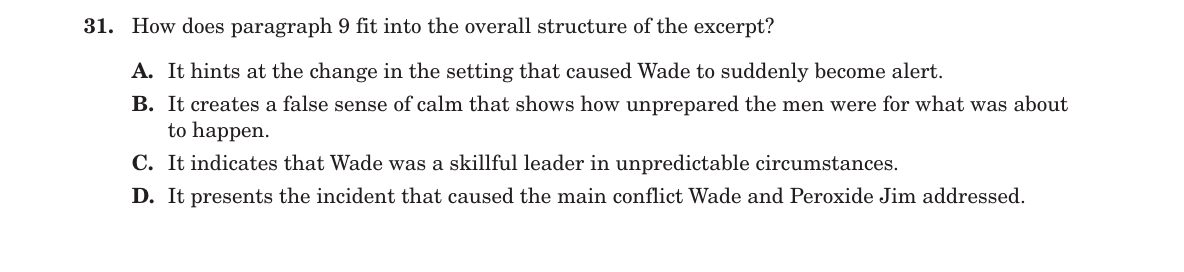 31. How does paragraph 9 fit into the overall structure of the excerpt?
A. It hints at the change in the setting that caused Wade to suddenly become alert.
B. It creates a false sense of calm that shows how unprepared the men were for what was about
to happen.
C. It indicates that Wade was a skillful leader in unpredictable circumstances.
D. It presents the incident that caused the main conflict Wade and Peroxide Jim addressed.